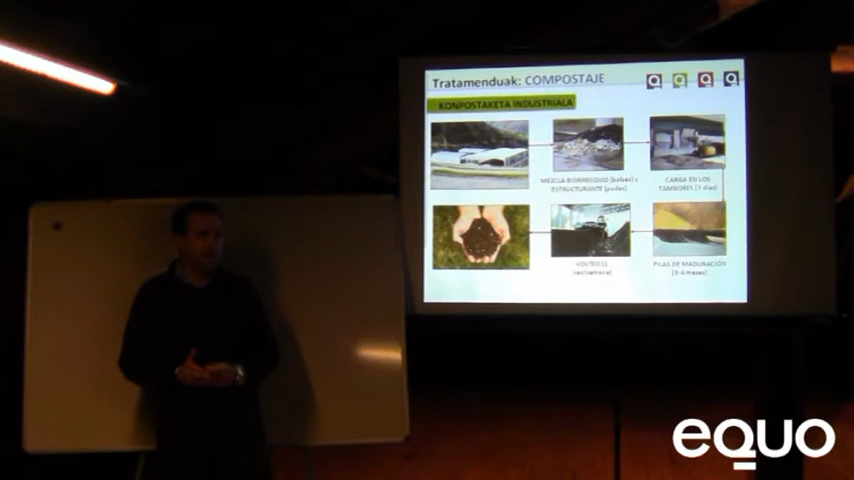 Tratamenduak: COMPOSTAJE
KONPOSTAKETA INDUSTRIALA
MEZCLA BIORRESIDUO (bolsas) y
ESTRUCTURANTE (podas)
CARGA EN LOS
TAMBORES (7 días)
VOLTEO (1
vez/semana)
PILAS DE MADURACIÓN
(3-4 meses)
eQUO